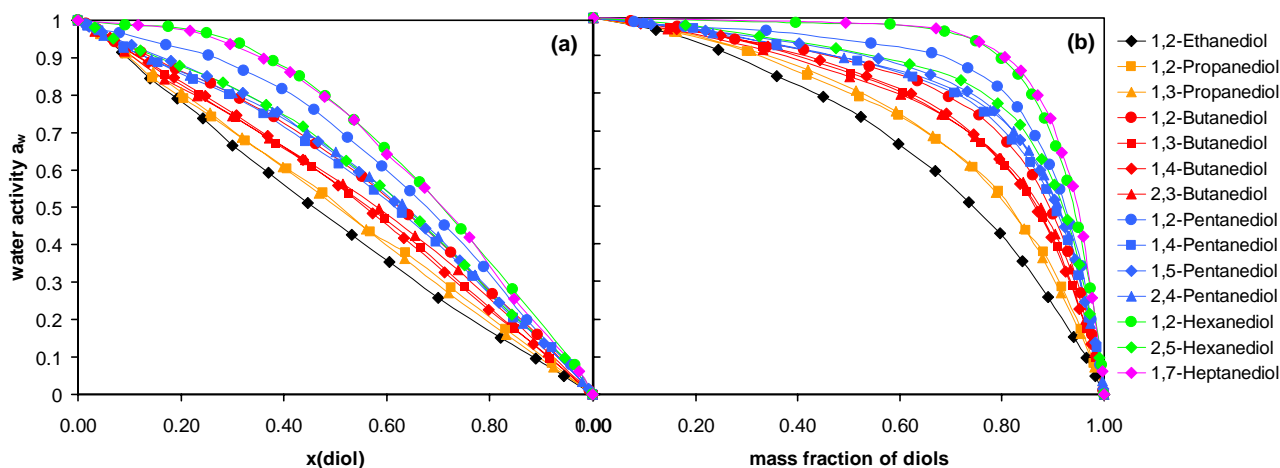 water activity a_w
1
0.9
0.8
0.7
0.6
0.5
0.4
0.3
0.2
0.1
0
(a)
0.00 0.20 0.40 0.60 0.80 1.00
x(diol)
(b)
0.00 0.20 0.40 0.60 0.80 1.00
mass fraction of diols
1,2-Ethanediol
1,2-Propanediol
1,3-Propanediol
1,2-Butanediol
1,3-Butanediol
1,4-Butanediol
2,3-Butanediol
1,2-Pentanediol
1,4-Pentanediol
1,5-Pentanediol
2,4-Pentanediol
1,2-Hexanediol
2,5-Hexanediol
1,7-Heptanediol